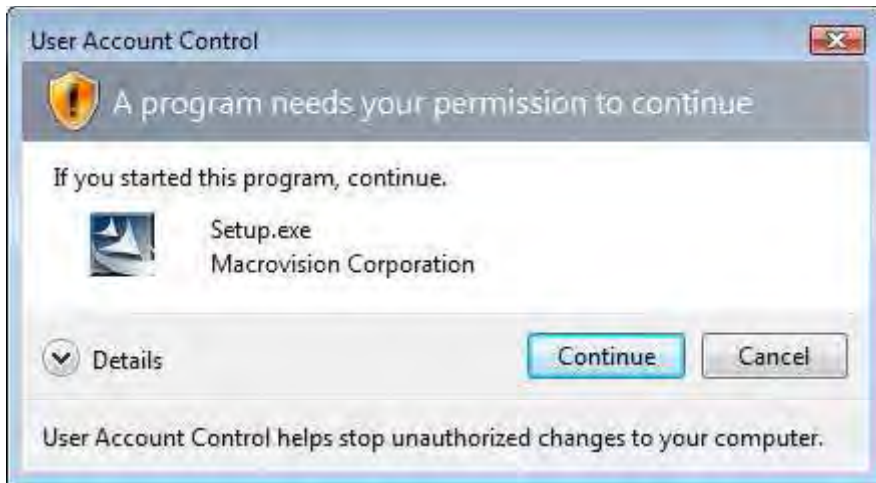 User Account Control
A program needs your permission to continue
If you started this program, continue.
Setup.exe
Macrovision Corporation
Details
Continue
Cancel
User Account Control helps stop unauthorized changes to your computer.